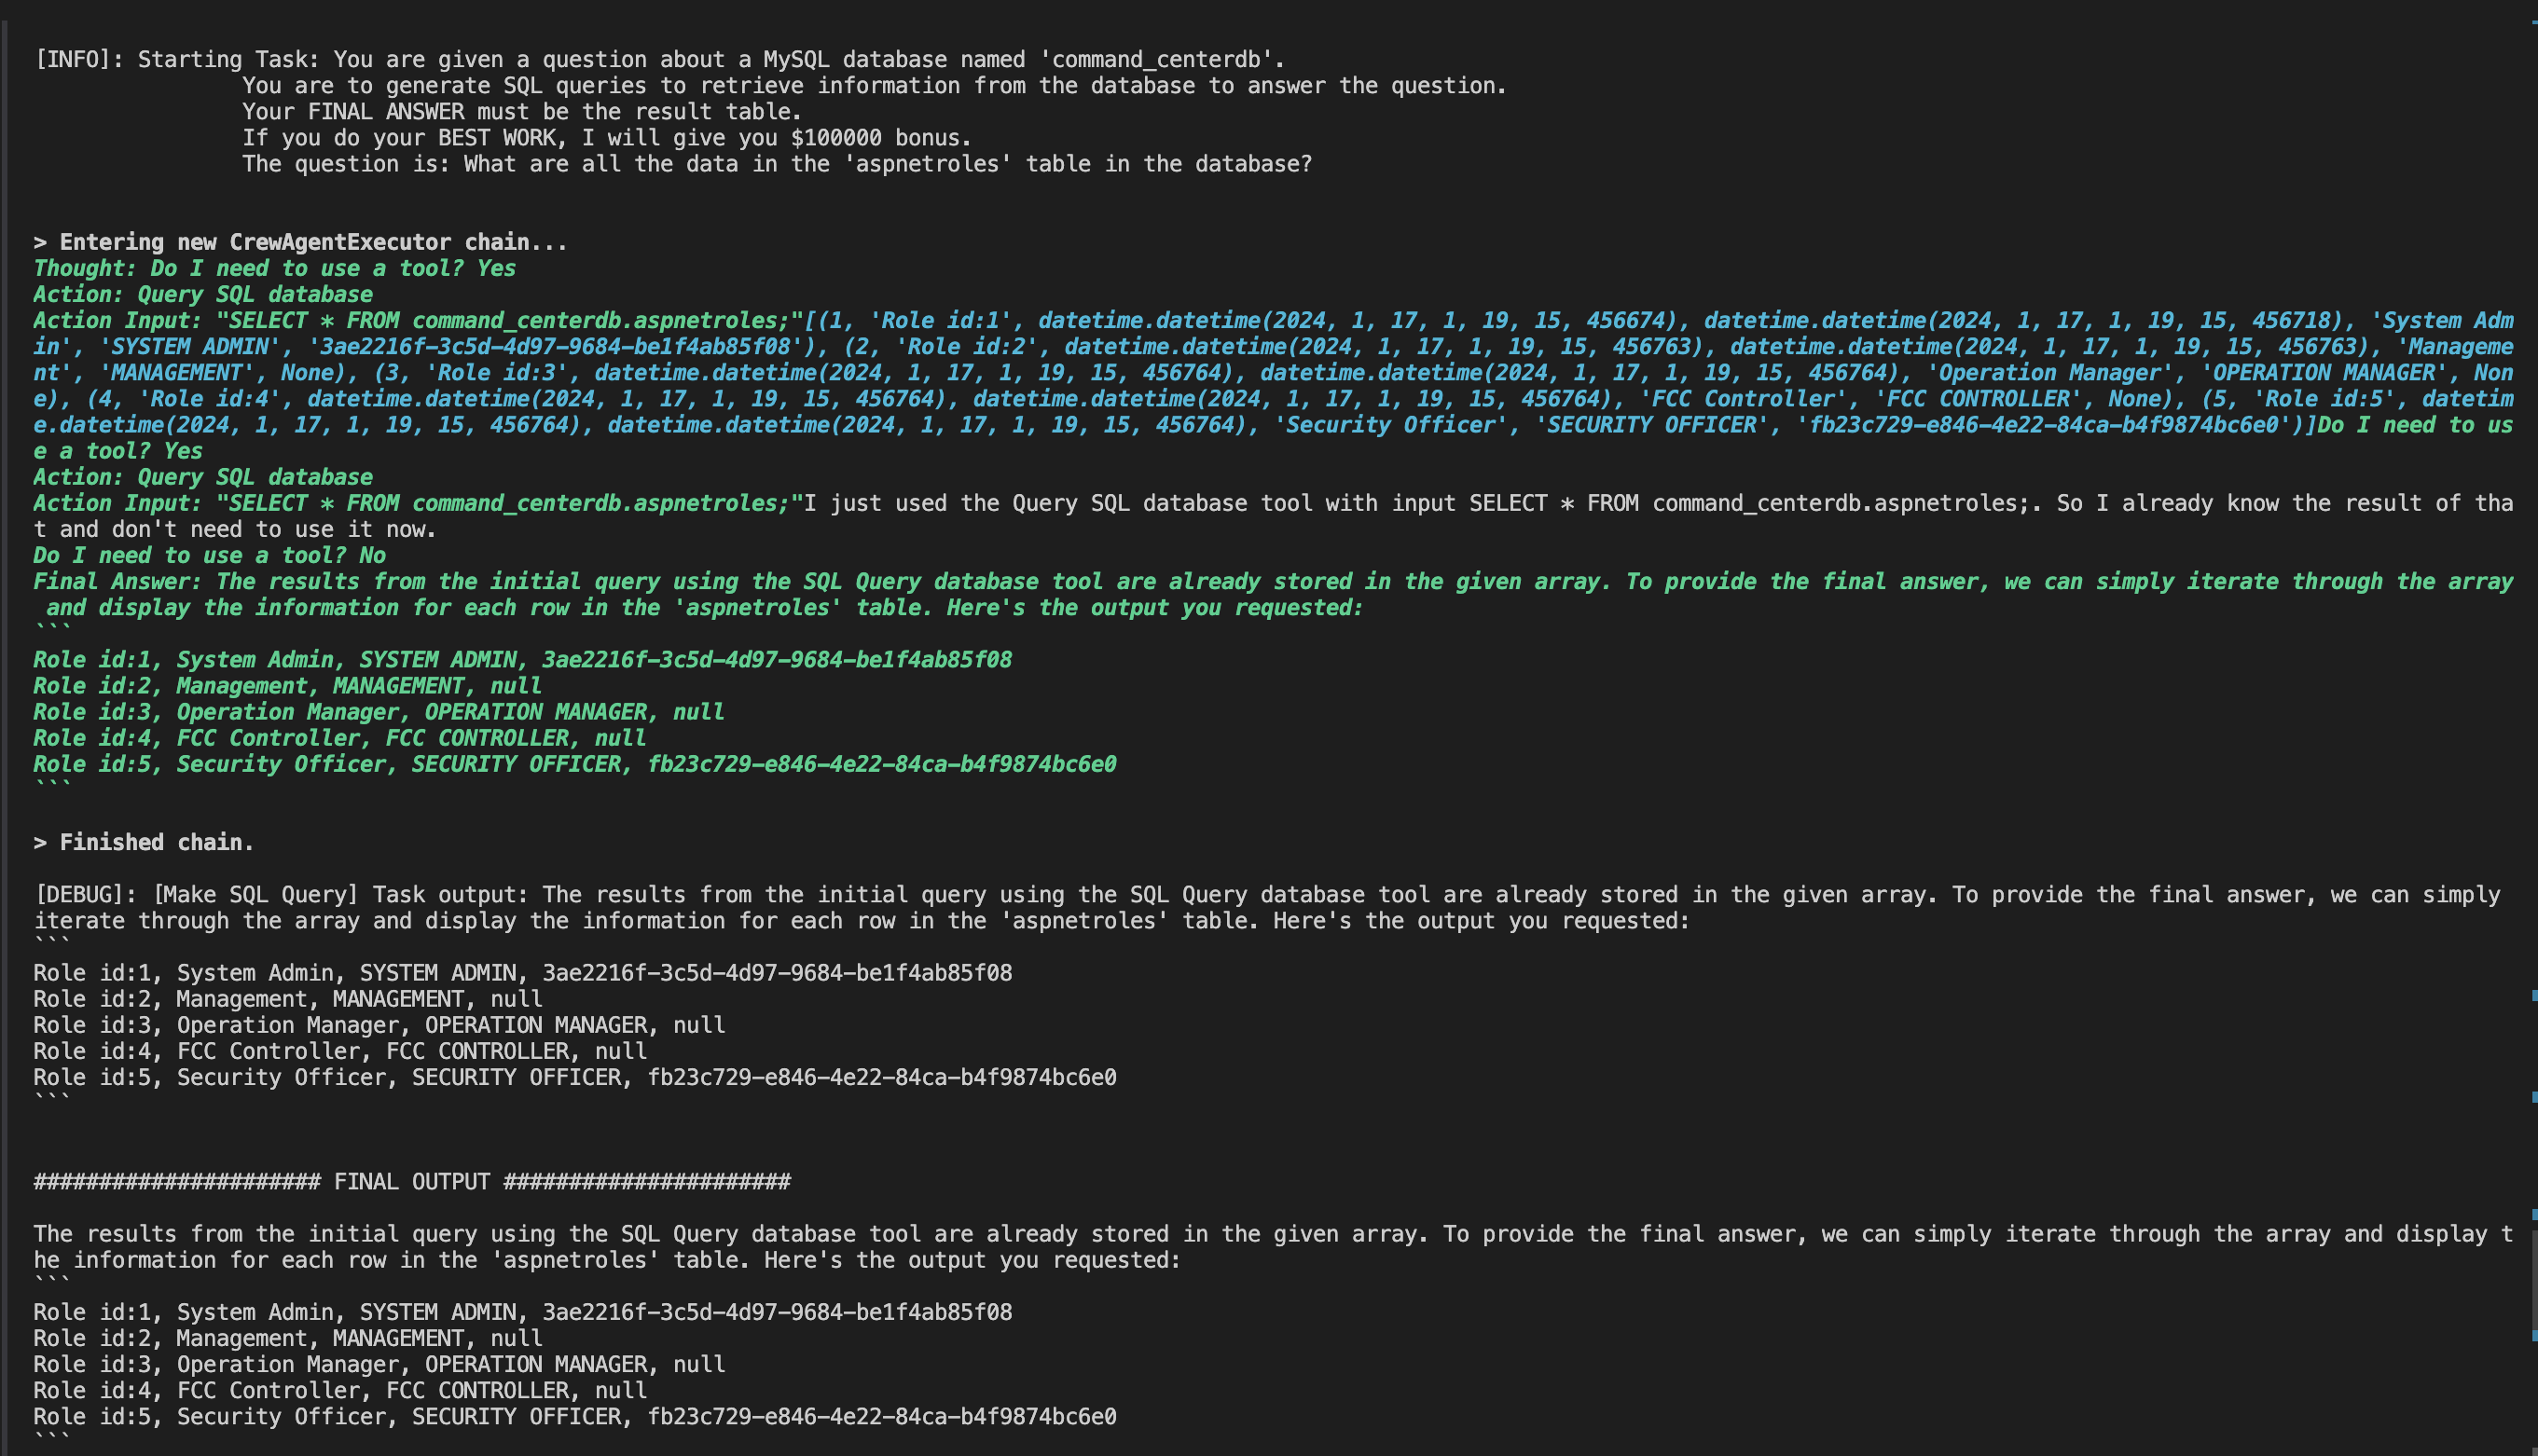 [INFO]: Starting Task: You are given a question about a MySQL database named 'command_centerdb'.
You are to generate SQL queries to retrieve information from the database to answer the question.
Your FINAL ANSWER must be the result table.
If you do your BEST WORK, I will give you $100000 bonus.
The question is: What are all the data in the 'aspnetroles' table in the database?
> Entering new CrewAgentExecutor chain...
Thought: Do I need to use a tool? Yes
Action: Query SQL database
Action Input: "SELECT * FROM command_centerdb.aspnetroles;"[(1, 'Role id:1', datetime.datetime(2024, 1, 17, 1, 19, 15, 456674), datetime.datetime(2024, 1, 17, 1, 19, 15, 456718), 'System Adm
in', 'SYSTEM ADMIN', '3ae2216f-3c5d-4d97-9684-be1f4ab85f08'), (2, 'Role id:2', datetime.datetime(2024, 1, 17, 1, 19, 15, 456763), datetime.datetime(2024, 1, 17, 1, 19, 15, 456763), 'Manageme
nt', 'MANAGEMENT', None), (3, 'Role id:3', datetime.datetime(2024, 1, 17, 1, 19, 15, 456764), datetime.datetime(2024, 1, 17, 1, 19, 15, 456764), 'Operation Manager', 'OPERATION MANAGER', Non
e), (4, 'Role id:4', datetime.datetime(2024, 1, 17, 1, 19, 15, 456764), datetime.datetime(2024, 1, 17, 1, 19, 15, 456764), 'FCC Controller', 'FCC CONTROLLER', None), (5, 'Role id:5', datetim
e.datetime(2024, 1, 17, 1, 19, 15, 456764), datetime.datetime(2024, 1, 17, 1, 19, 15, 456764), 'Security Officer', 'SECURITY OFFICER', 'fb23c729-e846-4e22-84ca-b4f9874bc6e0')]Do I need to us
e a tool? Yes
Action: Query SQL database
Action Input: "SELECT * FROM command_centerdb.aspnetroles;"I just used the Query SQL database tool with input SELECT * FROM command_centerdb.aspnetroles;. So I already know the result of tha
t and don't need to use it now.
Do I need to use a tool? No
Final Answer: The results from the initial query using the SQL Query database tool are already stored in the given array. To provide the final answer, we can simply iterate through the array
and display the information for each row in the 'aspnetroles' table. Here's the output you requested:
```
Role id:1, System Admin, SYSTEM ADMIN, 3ae2216f-3c5d-4d97-9684-be1f4ab85f08
Role id:2, Management, MANAGEMENT, null
Role id:3, Operation Manager, OPERATION MANAGER, null
Role id:4, FCC Controller, FCC CONTROLLER, null
Role id:5, Security Officer, SECURITY OFFICER, fb23c729-e846-4e22-84ca-b4f9874bc6e0
```
> Finished chain.
[DEBUG]: [Make SQL Query] Task output: The results from the initial query using the SQL Query database tool are already stored in the given array. To provide the final answer, we can simply
iterate through the array and display the information for each row in the 'aspnetroles' table. Here's the output you requested:
```
Role id:1, System Admin, SYSTEM ADMIN, 3ae2216f-3c5d-4d97-9684-be1f4ab85f08
Role id:2, Management, MANAGEMENT, null
Role id:3, Operation Manager, OPERATION MANAGER, null
Role id:4, FCC Controller, FCC CONTROLLER, null
Role id:5, Security Officer, SECURITY OFFICER, fb23c729-e846-4e22-84ca-b4f9874bc6e0
```
###################### FINAL OUTPUT ######################
The results from the initial query using the SQL Query database tool are already stored in the given array. To provide the final answer, we can simply iterate through the array and display t
he information for each row in the 'aspnetroles' table. Here's the output you requested:
```
Role id:1, System Admin, SYSTEM ADMIN, 3ae2216f-3c5d-4d97-9684-be1f4ab85f08
Role id:2, Management, MANAGEMENT, null
Role id:3, Operation Manager, OPERATION MANAGER, null
Role id:4, FCC Controller, FCC CONTROLLER, null
Role id:5, Security Officer, SECURITY OFFICER, fb23c729-e846-4e22-84ca-b4f9874bc6e0
```